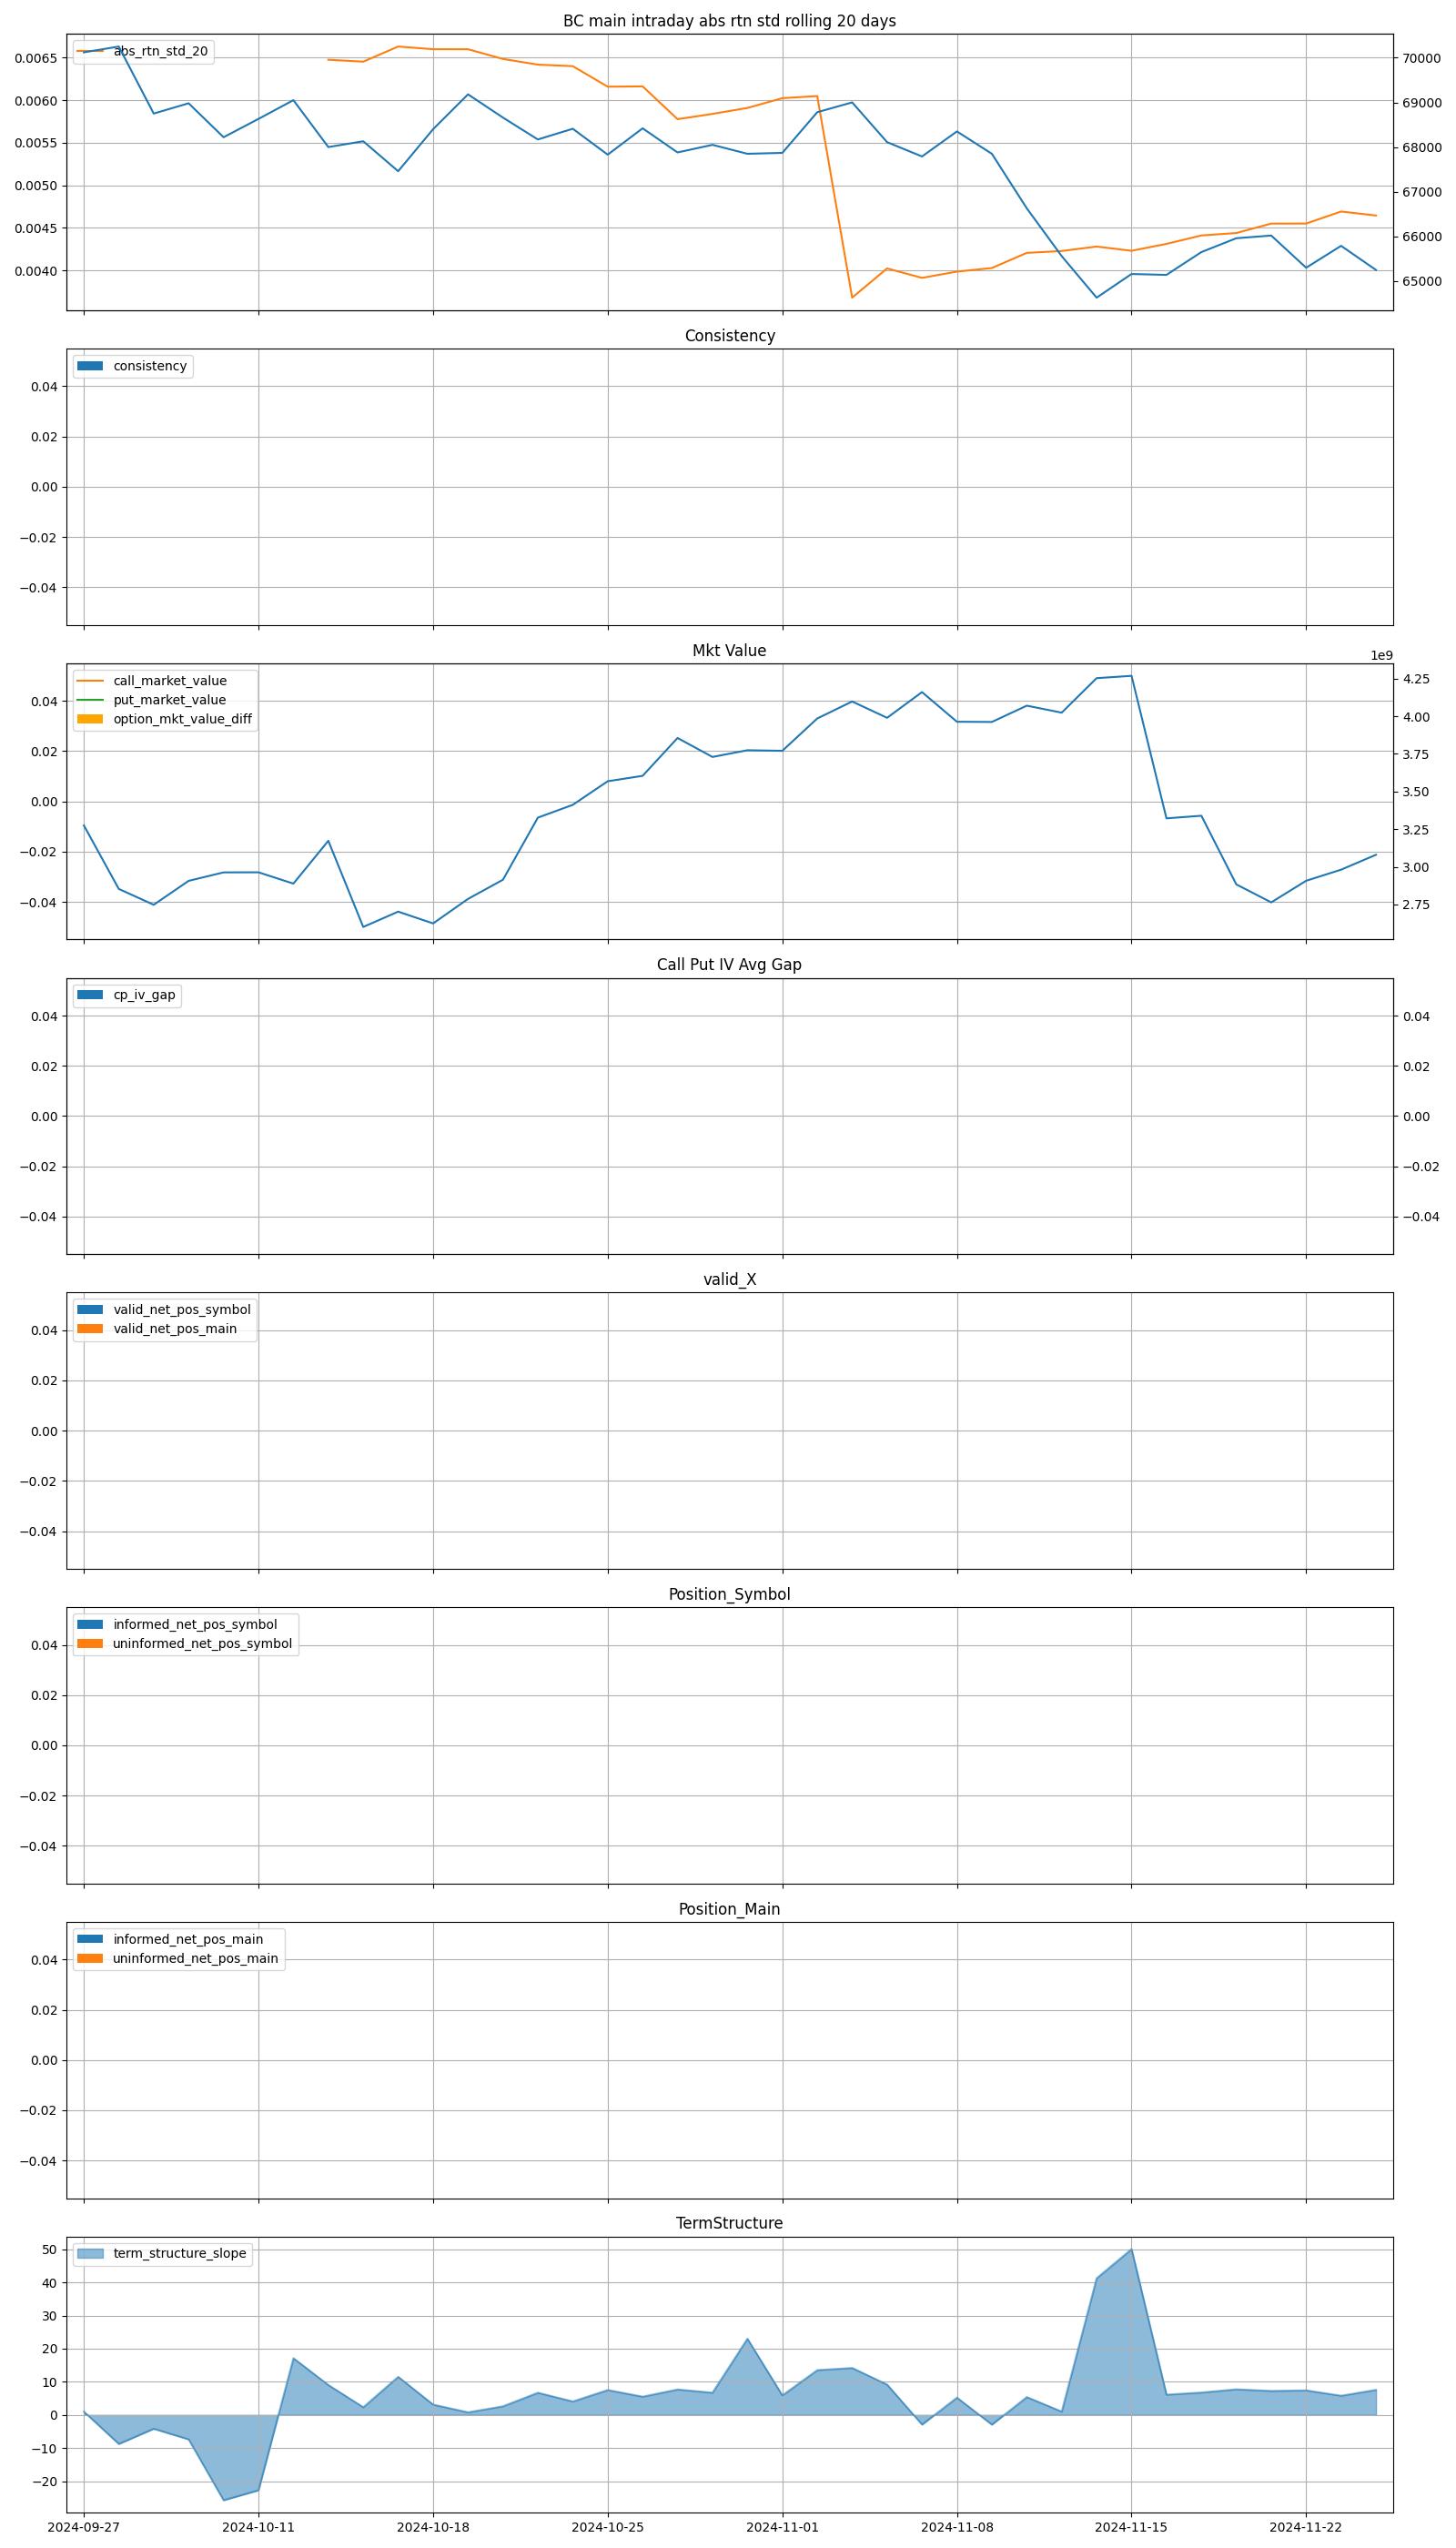 BC main intraday abs rtn std rolling 20 days
abs_rtn_std_20
0.0065
0.0060
0.0055
0.0050
0.0045
0.0040
70000
69000
68000
67000
66000
65000
Consistency
consistency
0.04
0.02
0.00
−0.02
−0.04
Mkt Value
1e9
call_market_value
put_market_value
option_mkt_value_diff
0.04
0.02
0.00
−0.02
−0.04
4.25
4.00
3.75
3.50
3.25
3.00
2.75
Call Put IV Avg Gap
cp_iv_gap
0.04
0.02
0.00
−0.02
−0.04
0.04
0.02
0.00
−0.02
−0.04
valid_X
valid_net_pos_symbol
valid_net_pos_main
0.04
0.02
0.00
−0.02
−0.04
Position_Symbol
informed_net_pos_symbol
uninformed_net_pos_symbol
0.04
0.02
0.00
−0.02
−0.04
Position_Main
informed_net_pos_main
uninformed_net_pos_main
0.04
0.02
0.00
−0.02
−0.04
TermStructure
term_structure_slope
50
40
30
20
10
0
−10
−20
2024-09-27 2024-10-11 2024-10-18 2024-10-25 2024-11-01 2024-11-08 2024-11-15 2024-11-22